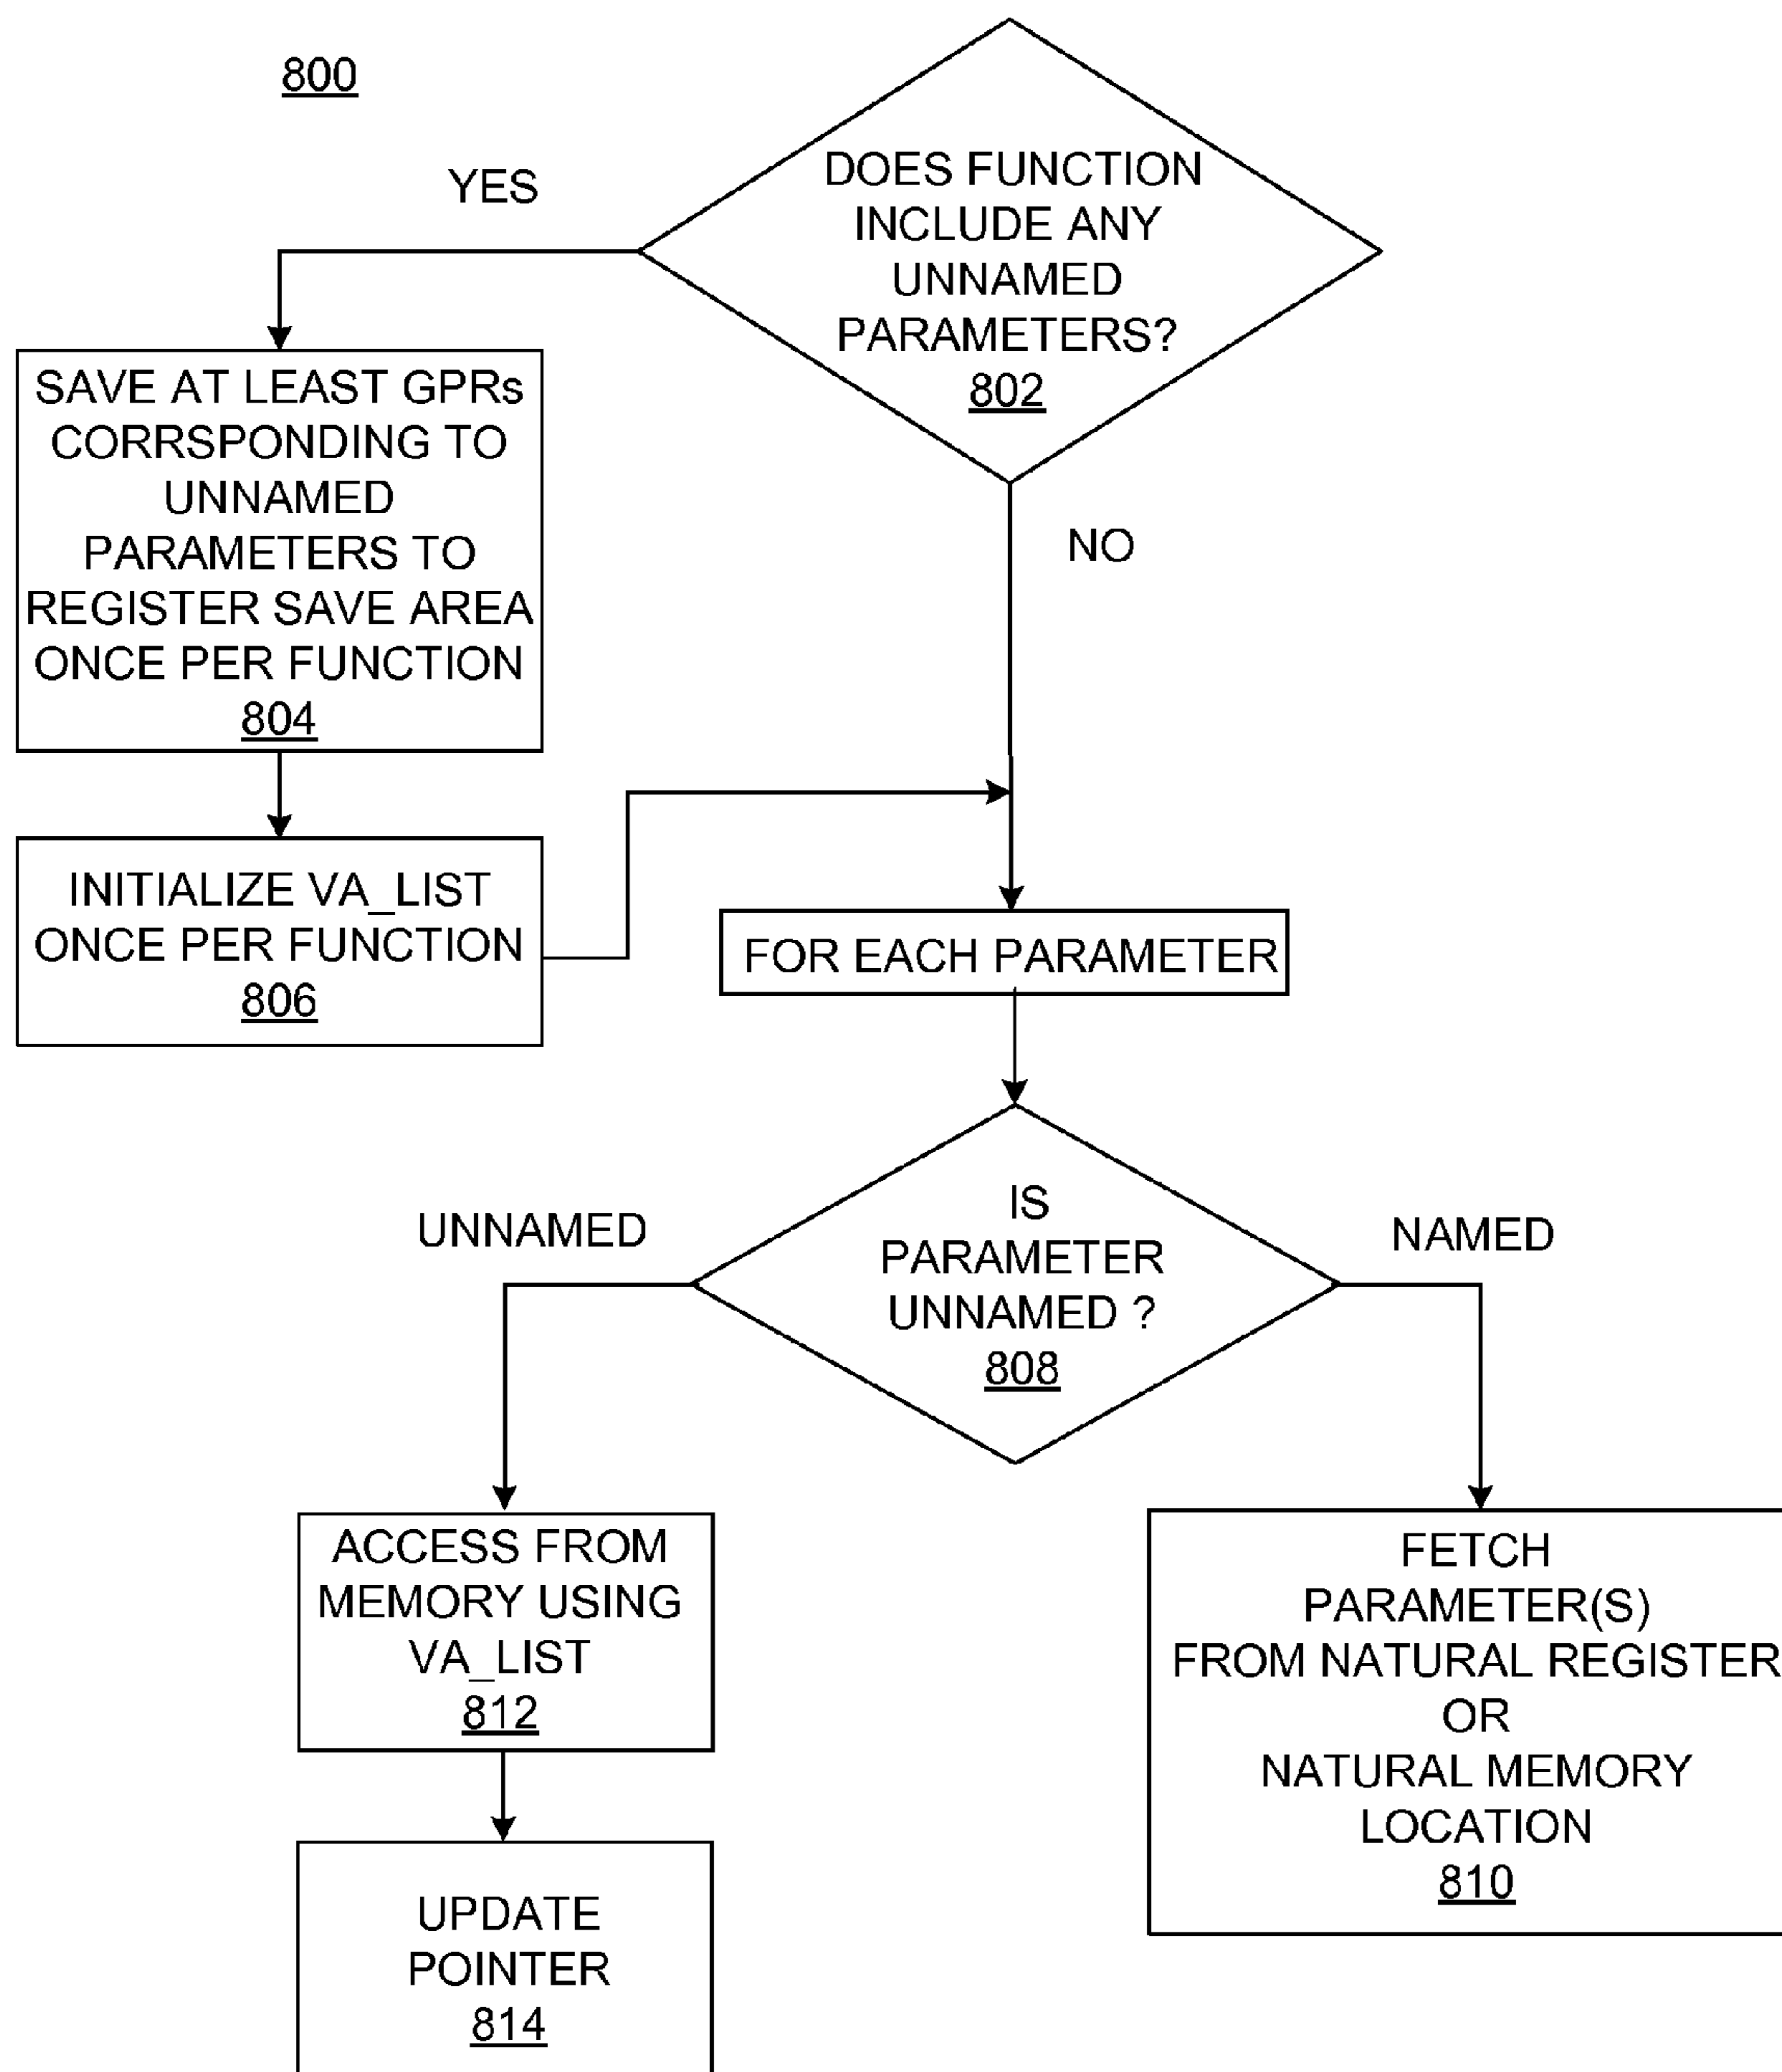 800
DOES FUNCTION
INCLUDE ANY
UNNAMED
PARAMETERS?
802
YES
NO
SAVE AT LEAST GPRs
CORRSPONDING TO
UNNAMED
PARAMETERS TO
REGISTER SAVE AREA
ONCE PER FUNCTION
804
INITIALIZE VA_LIST
ONCE PER FUNCTION
806
FOR EACH PARAMETER
IS
PARAMETER
UNNAMED ?
808
UNNAMED
NAMED
ACCESS FROM
MEMORY USING
VA_LIST
812
UPDATE
POINTER
814
FETCH
PARAMETER(S)
FROM NATURAL REGISTER
OR
NATURAL MEMORY
LOCATION
810